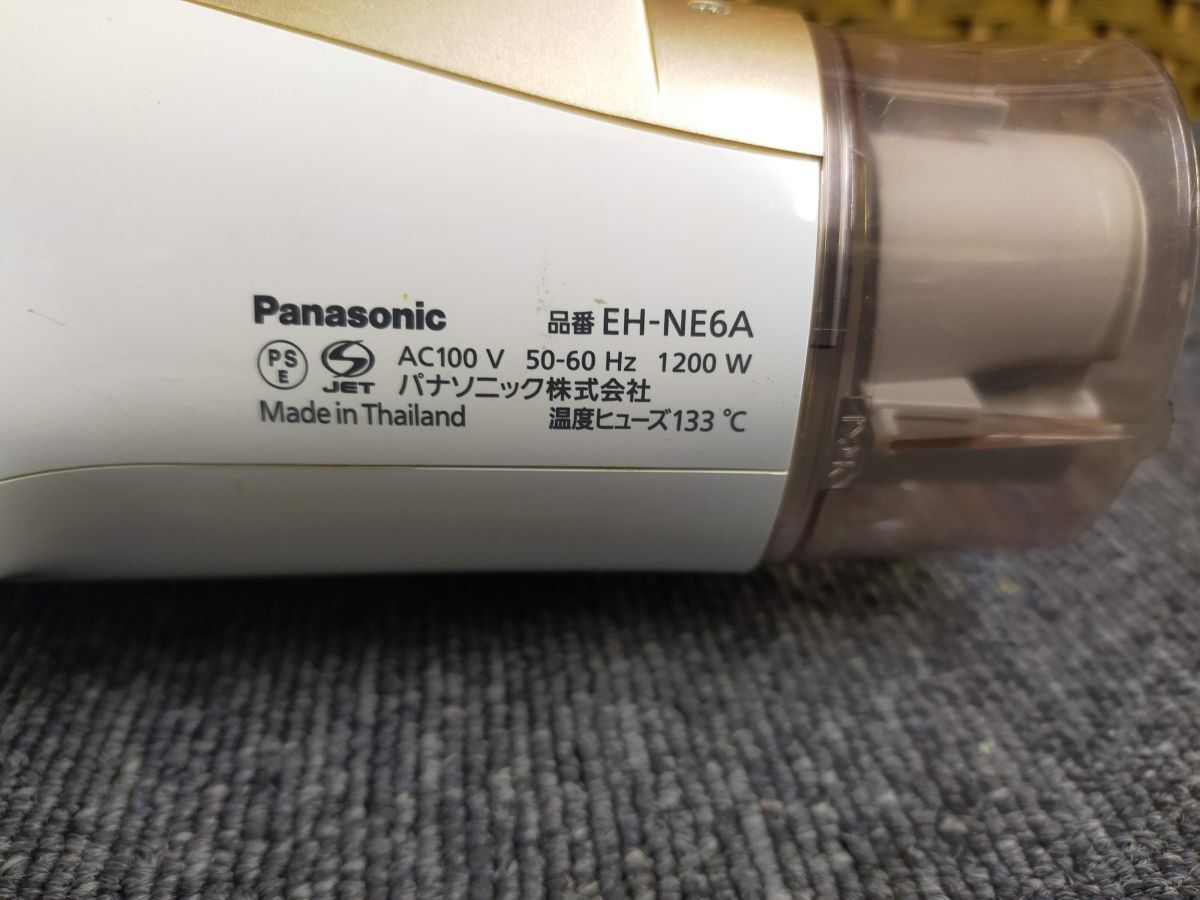 Panasonic 品番 EH-NE6A
PS E JET AC100 V 50-60 Hz 1200 W
パナソニック株式会社
Made in Thailand 温度ヒューズ133 ℃